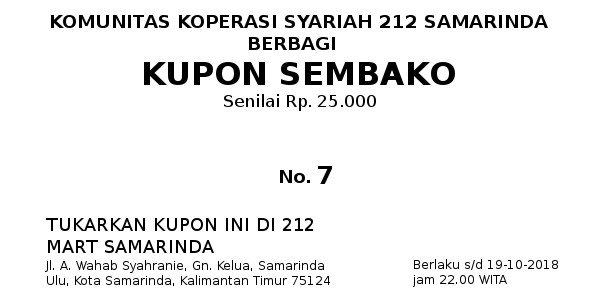 KOMUNITAS KOPERASI SYARIAH 212 SAMARINDA
BERBAGI
KUPON SEMBAKO
Senilai Rp. 25.000
No. 7
TUKARKAN KUPON INI DI 212
MART SAMARINDA
Jl. A. Wahab Syahranie, Gn. Kelua, Samarinda
Ulu, Kota Samarinda, Kalimantan Timur 75124
Berlaku s/d 19-10-2018
jam 22.00 WITA